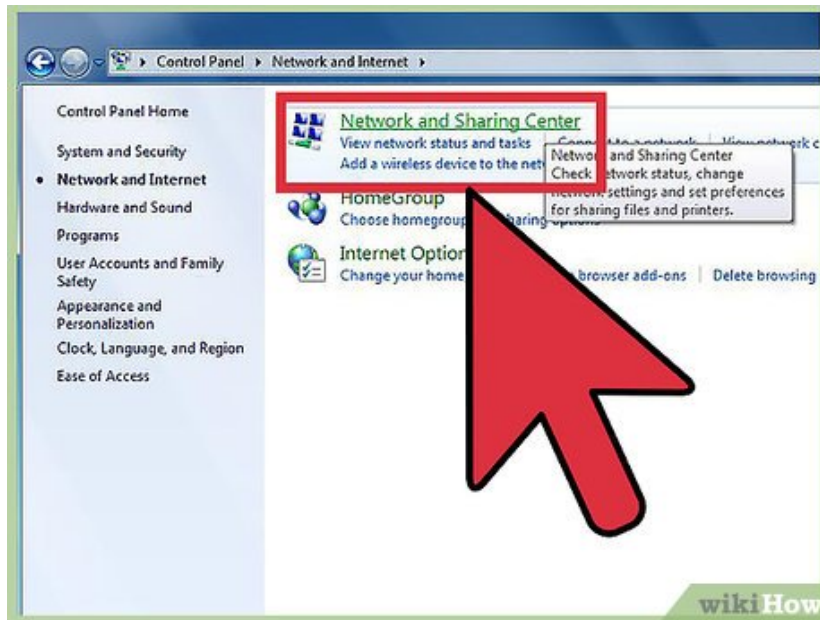 Control Panel
Network and Internet
Control Panel Home
System and Security
Network and Internet
Hardware and Sound
Programs
User Accounts and Family
Safety
Appearance and
Personalization
Clock, Language, and Region
Ease of Access
Network and Sharing Center
View network status and tasks
Add a wireless device to the
Network and Sharing Center
Check network status, change
network settings and set preferences
for sharing files and printers.
HomeGroup
Choose homegroup sharing options
Internet
Change your home browser add-ons | Delete browsing
wikiHow